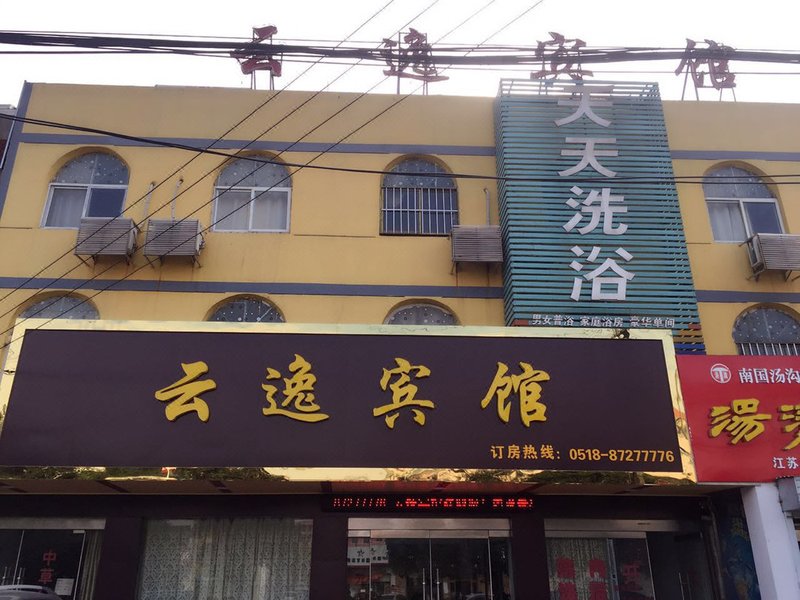 云逸宾馆
天天洗浴
男女普浴 家庭浴房 豪华单间
云逸宾馆
订房热线：0518-87277776
南国汤沟
湯
江苏
中草